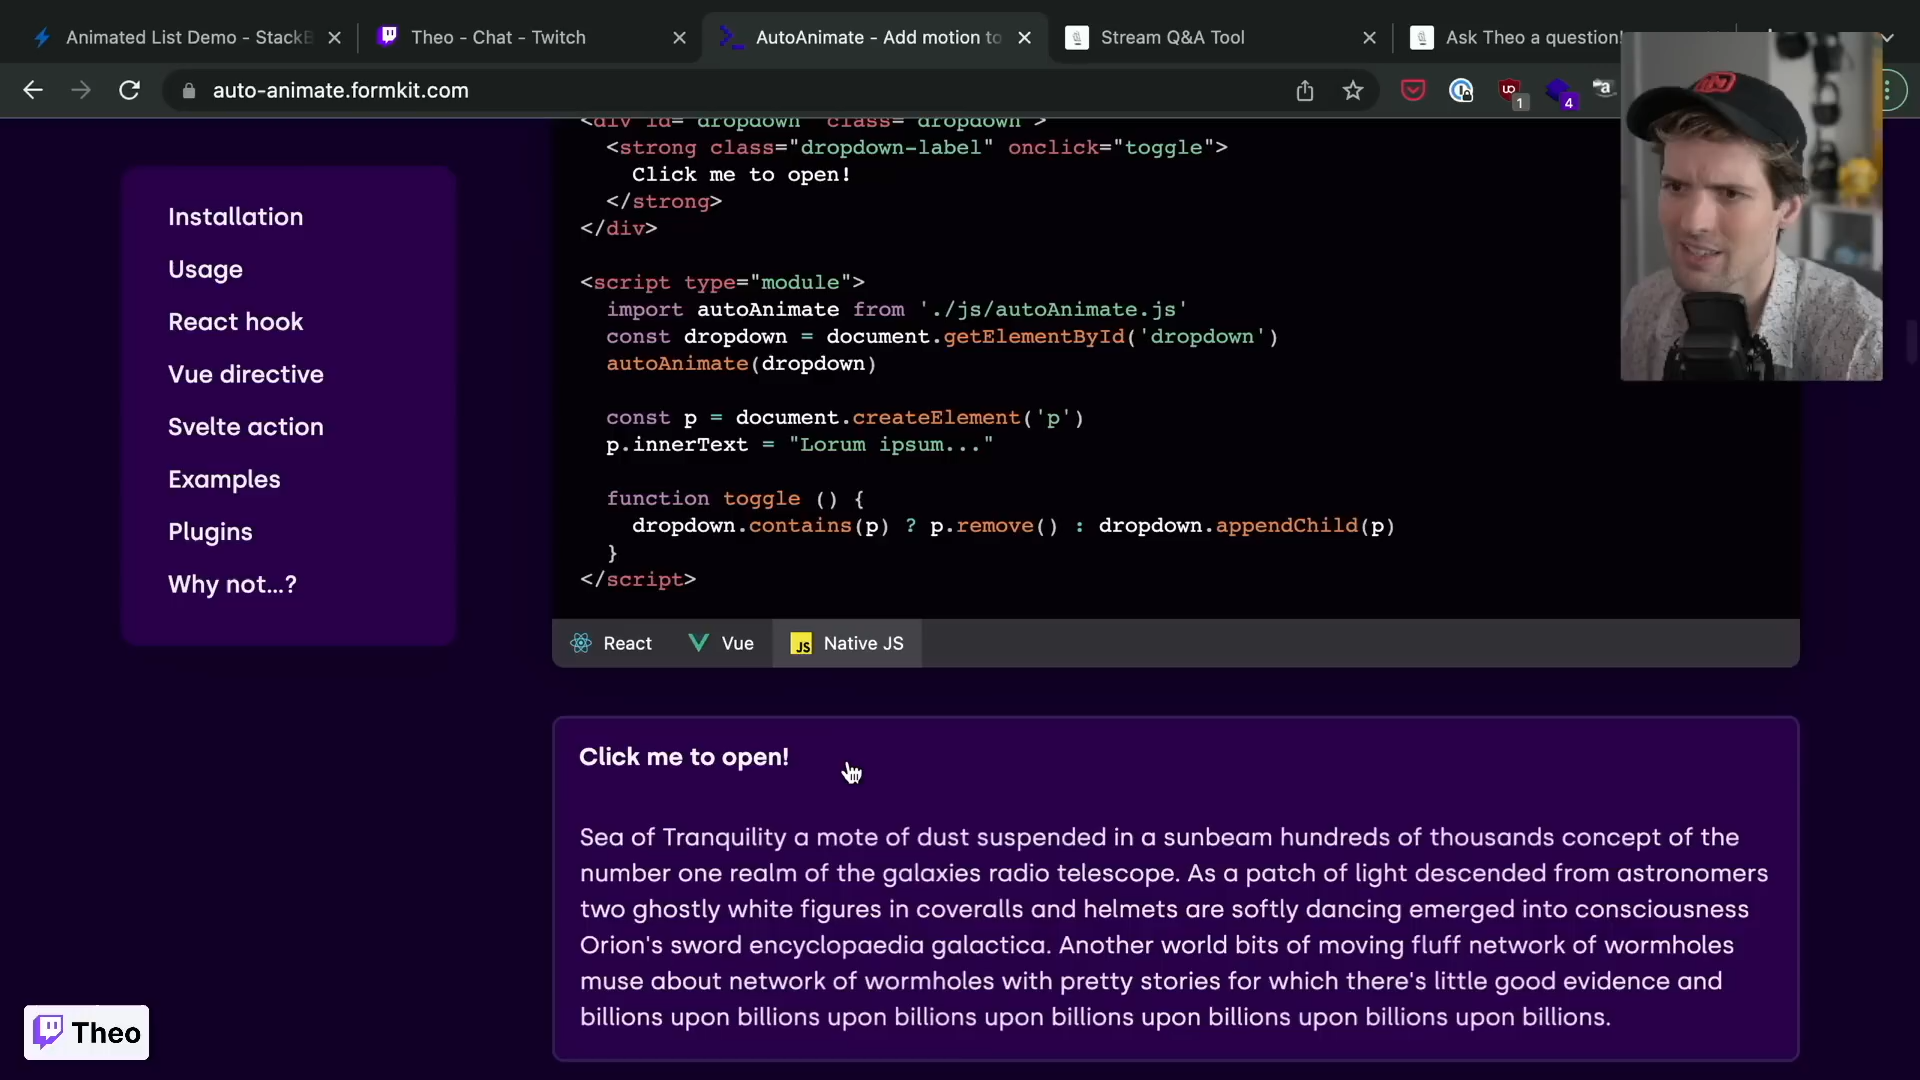 Animated List Demo - StackB
Theo - Chat - Twitch
AutoAnimate - Add motion to
Stream Q&A Tool
Ask Theo a question!
auto-animate.formkit.com
1
4
a
Installation
Usage
React hook
Vue directive
Svelte action
Examples
Plugins
Why not...?
<div id="dropdown" class="dropdown">
<strong class="dropdown-label" onclick="toggle">
Click me to open!
</strong>
</div>
<script type="module">
import autoAnimate from './js/autoAnimate.js'
const dropdown = document.getElementById('dropdown')
autoAnimate(dropdown)
const p = document.createElement('p')
p.innerText = "Lorum ipsum..."
function toggle () {
dropdown.contains(p) ? p.remove() : dropdown.appendChild(p)
}
</script>
React
Vue
JS Native JS
Click me to open!
Sea of Tranquility a mote of dust suspended in a sunbeam hundreds of thousands concept of the
number one realm of the galaxies radio telescope. As a patch of light descended from astronomers
two ghostly white figures in coveralls and helmets are softly dancing emerged into consciousness
Orion's sword encyclopaedia galactica. Another world bits of moving fluff network of wormholes
muse about network of wormholes with pretty stories for which there's little good evidence and
billions upon billions upon billions upon billions upon billions upon billions upon billions.
Theo